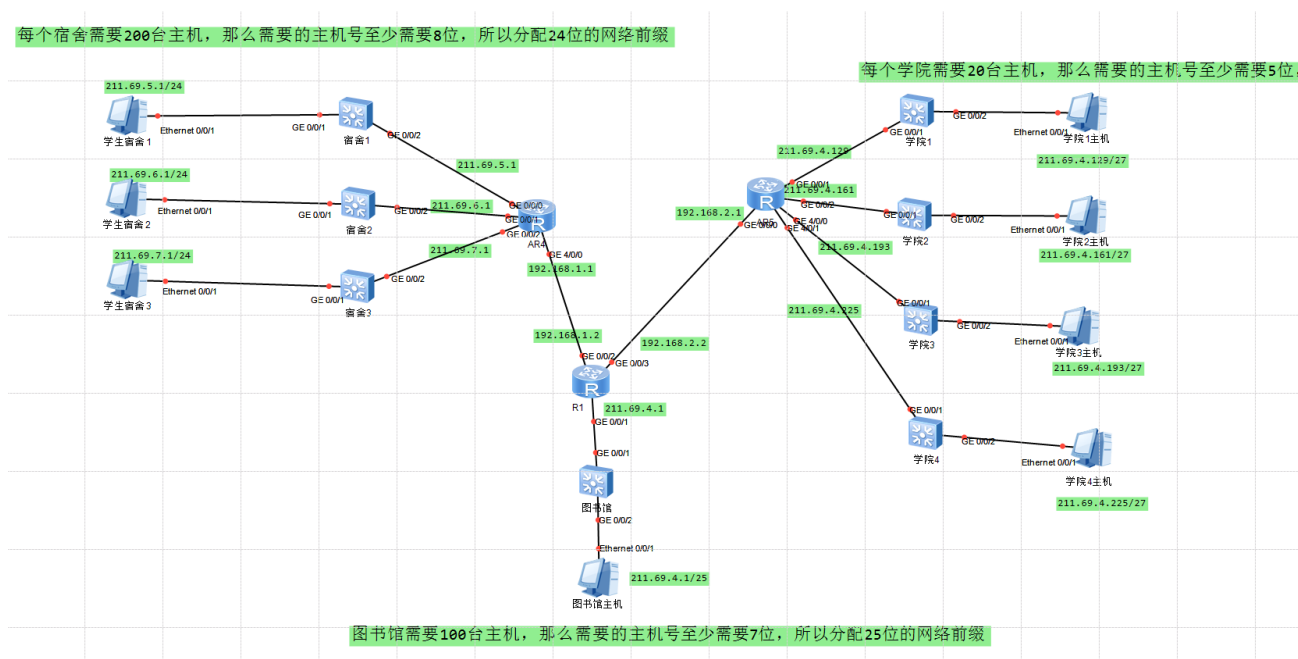 每个宿舍需要200台主机，那么需要的主机号至少需要8位，所以分配24位的网络前缀
每个学院需要20台主机，那么需要的主机号至少需要5位，
211.69.5.1/24
学生宿舍1
Ethernet 0/0/1
GE 0/0/1
宿舍1
GE 0/0/2
211.69.5.1
211.69.6.1/24
学生宿舍2
Ethernet 0/0/1
GE 0/0/1
宿舍2
GE 0/0/2
211.69.6.1
211.69.7.1/24
学生宿舍3
Ethernet 0/0/1
GE 0/0/1
宿舍3
GE 0/0/2
211.69.7.1
GE 0/0/0
GE 0/0/1
GE 0/0/2
AR4
GE 4/0/0
192.168.1.1
192.168.1.2
GE 0/0/2
GE 0/0/3
192.168.2.2
R1
211.69.4.1
GE 0/0/1
GE 0/0/1
图书馆
GE 0/0/2
Ethernet 0/0/1
211.69.4.1/25
图书馆主机
192.168.2.1
GE 0/0/0
AR5
GE 0/0/1
GE 0/0/2
GE 4/0/0
GE 4/0/1
211.69.4.129
GE 0/0/1
学院1
GE 0/0/2
Ethernet 0/0/1
学院1主机
211.69.4.129/27
211.69.4.161
GE 0/0/1
学院2
GE 0/0/2
Ethernet 0/0/1
学院2主机
211.69.4.161/27
211.69.4.193
GE 0/0/1
学院3
GE 0/0/2
Ethernet 0/0/1
学院3主机
211.69.4.193/27
211.69.4.225
GE 0/0/1
学院4
GE 0/0/2
Ethernet 0/0/1
学院4主机
211.69.4.225/27
图书馆需要100台主机，那么需要的主机号至少需要7位，所以分配25位的网络前缀